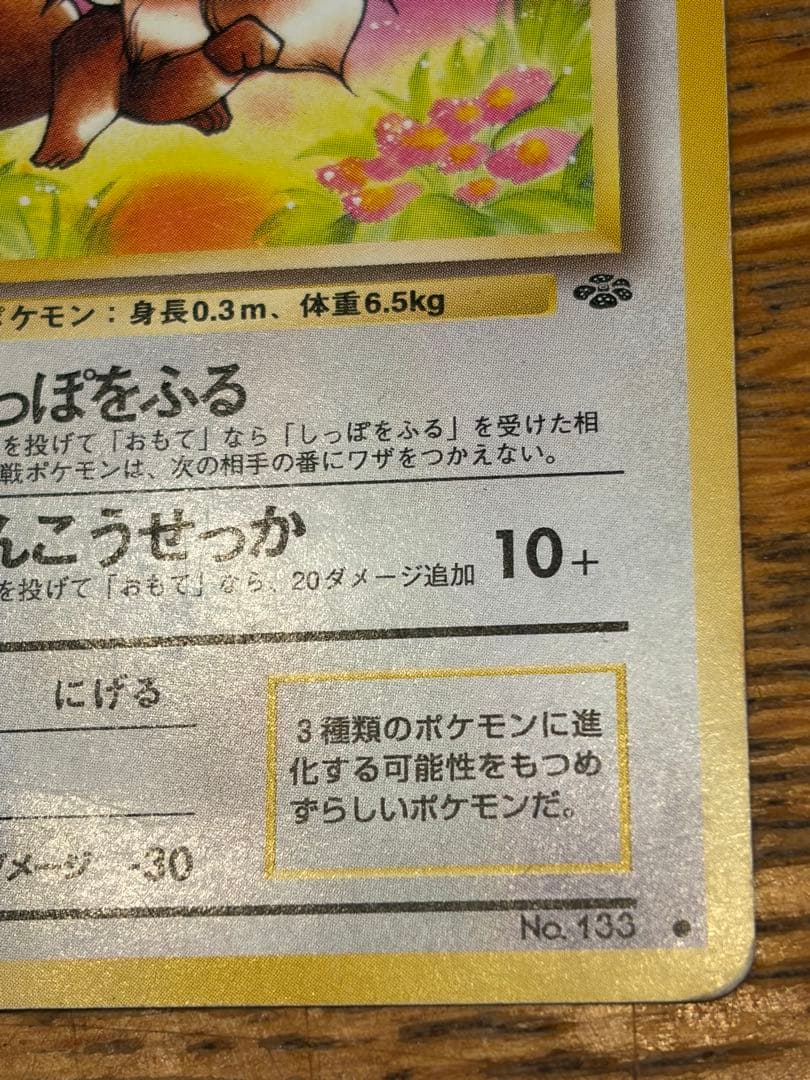 ポケモン：身長0.3m、体重6.5kg
っぽをふる
を投げて「おもて」なら「しっぽをふる」を受けた相
戦ポケモンは、次の相手の番にワザをつかえない。
んこうせっか 10+
を投げて「おもて」なら、20ダメージ追加
にげる
3種類のポケモンに進
化する可能性をもつめ
ずらしいポケモンだ。
ダメージ -30
No. 133 ●